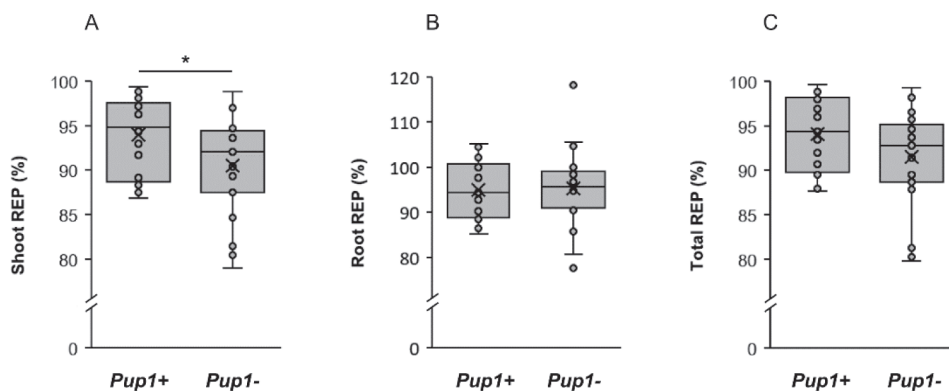 A
B
C
*
Shoot REP (%)
100
95
90
85
80
0
Pup1+ Pup1-
Root REP (%)
120
110
100
90
80
0
Pup1+ Pup1-
Total REP (%)
100
95
90
85
80
0
Pup1+ Pup1-